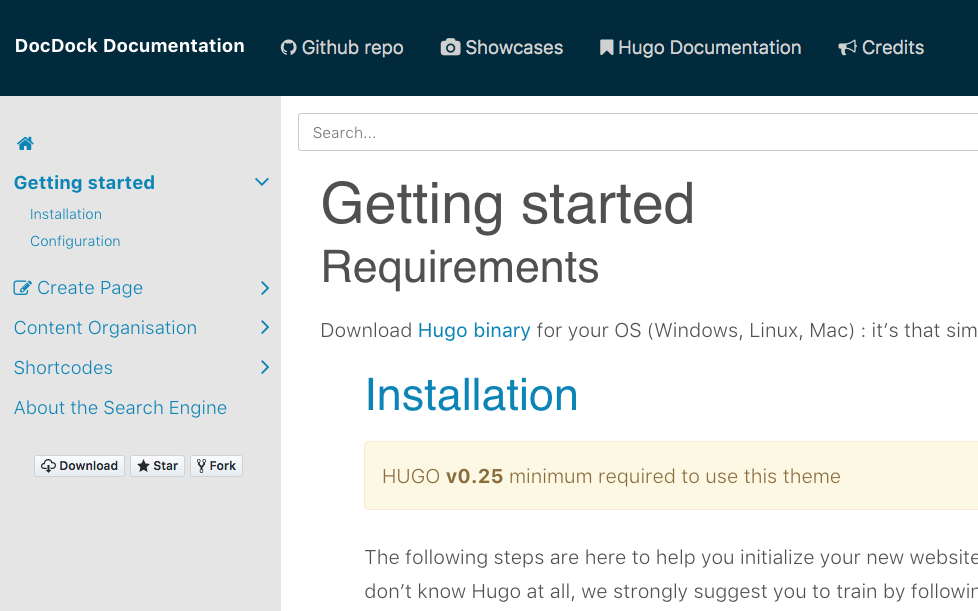 DocDock Documentation
Github repo
Showcases
Hugo Documentation
Credits
Getting started
Installation
Configuration
Create Page
Content Organisation
Shortcodes
About the Search Engine
Download
Star
Fork
Search...
Getting started
Requirements
Download Hugo binary for your OS (Windows, Linux, Mac) : it’s that sim
Installation
HUGO v0.25 minimum required to use this theme
The following steps are here to help you initialize your new website
don’t know Hugo at all, we strongly suggest you to train by followin